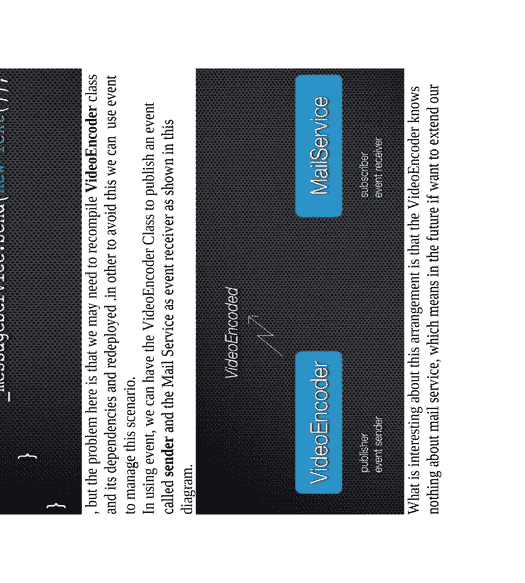 }
}
, but the problem here is that we may need to recompile VideoEncoder class
and its dependencies and redeployed .in other to avoid this we can  use event
to manage this scenario.
In using event, we can have the VideoEncoder Class to publish an event
called sender and the Mail Service as event receiver as shown in this
diagram.
VideoEncoded
VideoEncoder
MailService
publisher
event sender
subscriber
event receiver
What is interesting about this arrangement is that the VideoEncoder knows
nothing about mail service, which means in the future if want to extend our